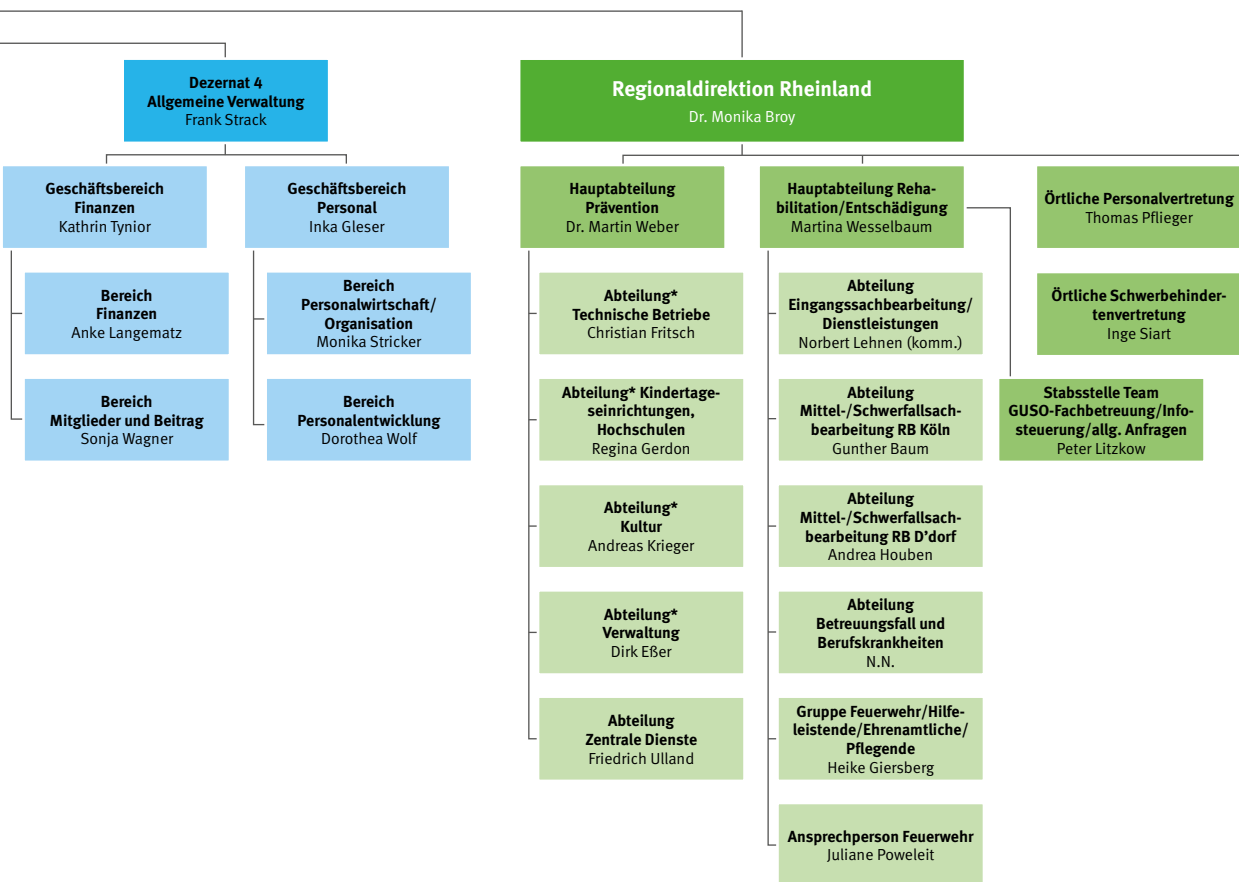 Dezernat 4
Allgemeine Verwaltung
Frank Strack
Geschäftsbereich
Finanzen
Kathrin Tynior
Bereich
Finanzen
Anke Langematz
Bereich
Mitglieder und Beitrag
Sonja Wagner
Geschäftsbereich
Personal
Inka Gleser
Bereich
Personalwirtschaft/
Organisation
Monika Stricker
Bereich
Personalentwicklung
Dorothea Wolf
Regionaldirektion Rheinland
Dr. Monika Broy
Hauptabteilung
Prävention
Dr. Martin Weber
Abteilung*
Technische Betriebe
Christian Fritsch
Abteilung* Kindertage-
seinrichtungen,
Hochschulen
Regina Gerdon
Abteilung*
Kultur
Andreas Krieger
Abteilung*
Verwaltung
Dirk Eßer
Abteilung
Zentrale Dienste
Friedrich Ulland
Hauptabteilung Reha-
bilitation/Entschädigung
Martina Wesselbaum
Abteilung
Eingangssachbearbeitung/
Dienstleistungen
Norbert Lehnen (komm.)
Abteilung
Mittel-/Schwerfallsach-
bearbeitung RB Köln
Gunther Baum
Abteilung
Mittel-/Schwerfallsach-
bearbeitung RB D’dorf
Andrea Houben
Abteilung
Betreuungsfall und
Berufskrankheiten
N.N.
Gruppe Feuerwehr/Hilfe-
leistende/Ehrenamtliche/
Pflegende
Heike Giersberg
Ansprechperson Feuerwehr
Juliane Poweleit
Örtliche Personalvertretung
Thomas Pflieger
Örtliche Schwerbehinder-
tenvertretung
Inge Siart
Stabsstelle Team
GUSO-Fachbetreuung/Info-
steuerung/allg. Anfragen
Peter Litzkow